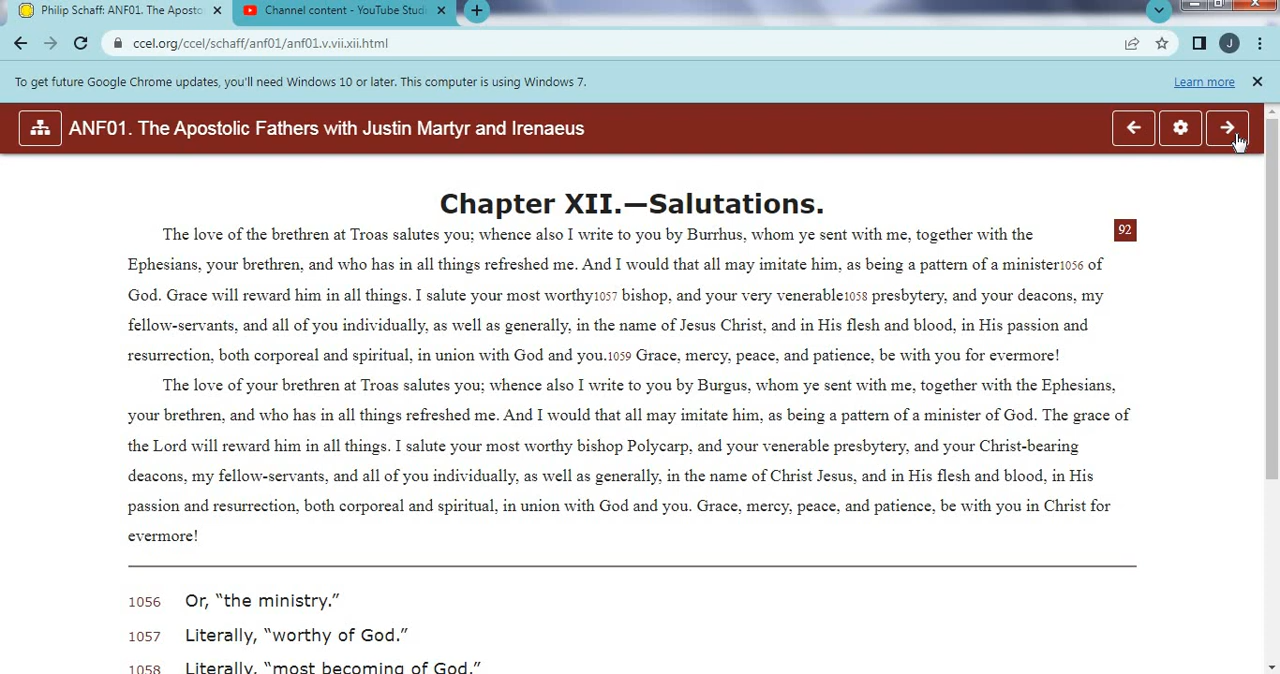 Philip Schaff: ANF01. The Aposto
Channel content - YouTube Studi
ccel.org/ccel/schaff/anf01/anf01.v.vii.xii.html
J
To get future Google Chrome updates, you'll need Windows 10 or later. This computer is using Windows 7.
Learn more
ANF01. The Apostolic Fathers with Justin Martyr and Irenaeus
Chapter XII.—Salutations.
The love of the brethren at Troas salutes you; whence also I write to you by Burrhus, whom ye sent with me, together with the
92
Ephesians, your brethren, and who has in all things refreshed me. And I would that all may imitate him, as being a pattern of a minister1056 of
God. Grace will reward him in all things. I salute your most worthy1057 bishop, and your very venerable1058 presbytery, and your deacons, my
fellow-servants, and all of you individually, as well as generally, in the name of Jesus Christ, and in His flesh and blood, in His passion and
resurrection, both corporeal and spiritual, in union with God and you.1059 Grace, mercy, peace, and patience, be with you for evermore!
The love of your brethren at Troas salutes you; whence also I write to you by Burgus, whom ye sent with me, together with the Ephesians,
your brethren, and who has in all things refreshed me. And I would that all may imitate him, as being a pattern of a minister of God. The grace of
the Lord will reward him in all things. I salute your most worthy bishop Polycarp, and your venerable presbytery, and your Christ-bearing
deacons, my fellow-servants, and all of you individually, as well as generally, in the name of Christ Jesus, and in His flesh and blood, in His
passion and resurrection, both corporeal and spiritual, in union with God and you. Grace, mercy, peace, and patience, be with you in Christ for
evermore!
1056 Or, “the ministry.”
1057 Literally, “worthy of God.”
1058 Literally, “most becoming of God.”